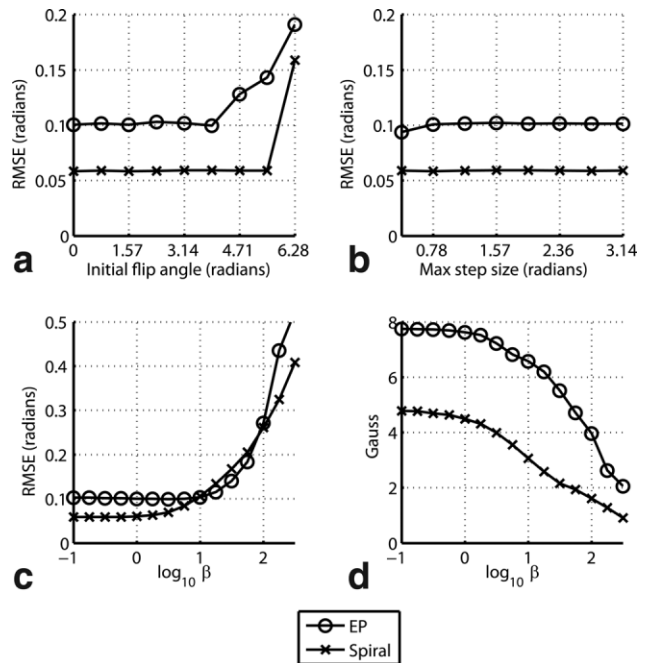 0.2
0.15
0.1
0.05
0
RMSE (radians)
0 1.57 3.14 4.71 6.28
Initial flip angle (radians)
a
0.2
0.15
0.1
0.05
0
RMSE (radians)
0.78 1.57 2.36 3.14
Max step size (radians)
b
0.5
0.4
0.3
0.2
0.1
0
RMSE (radians)
−1 0 1 2
log10 β
c
8
6
4
2
0
Gauss
−1 0 1 2
log10 β
d
EP
Spiral